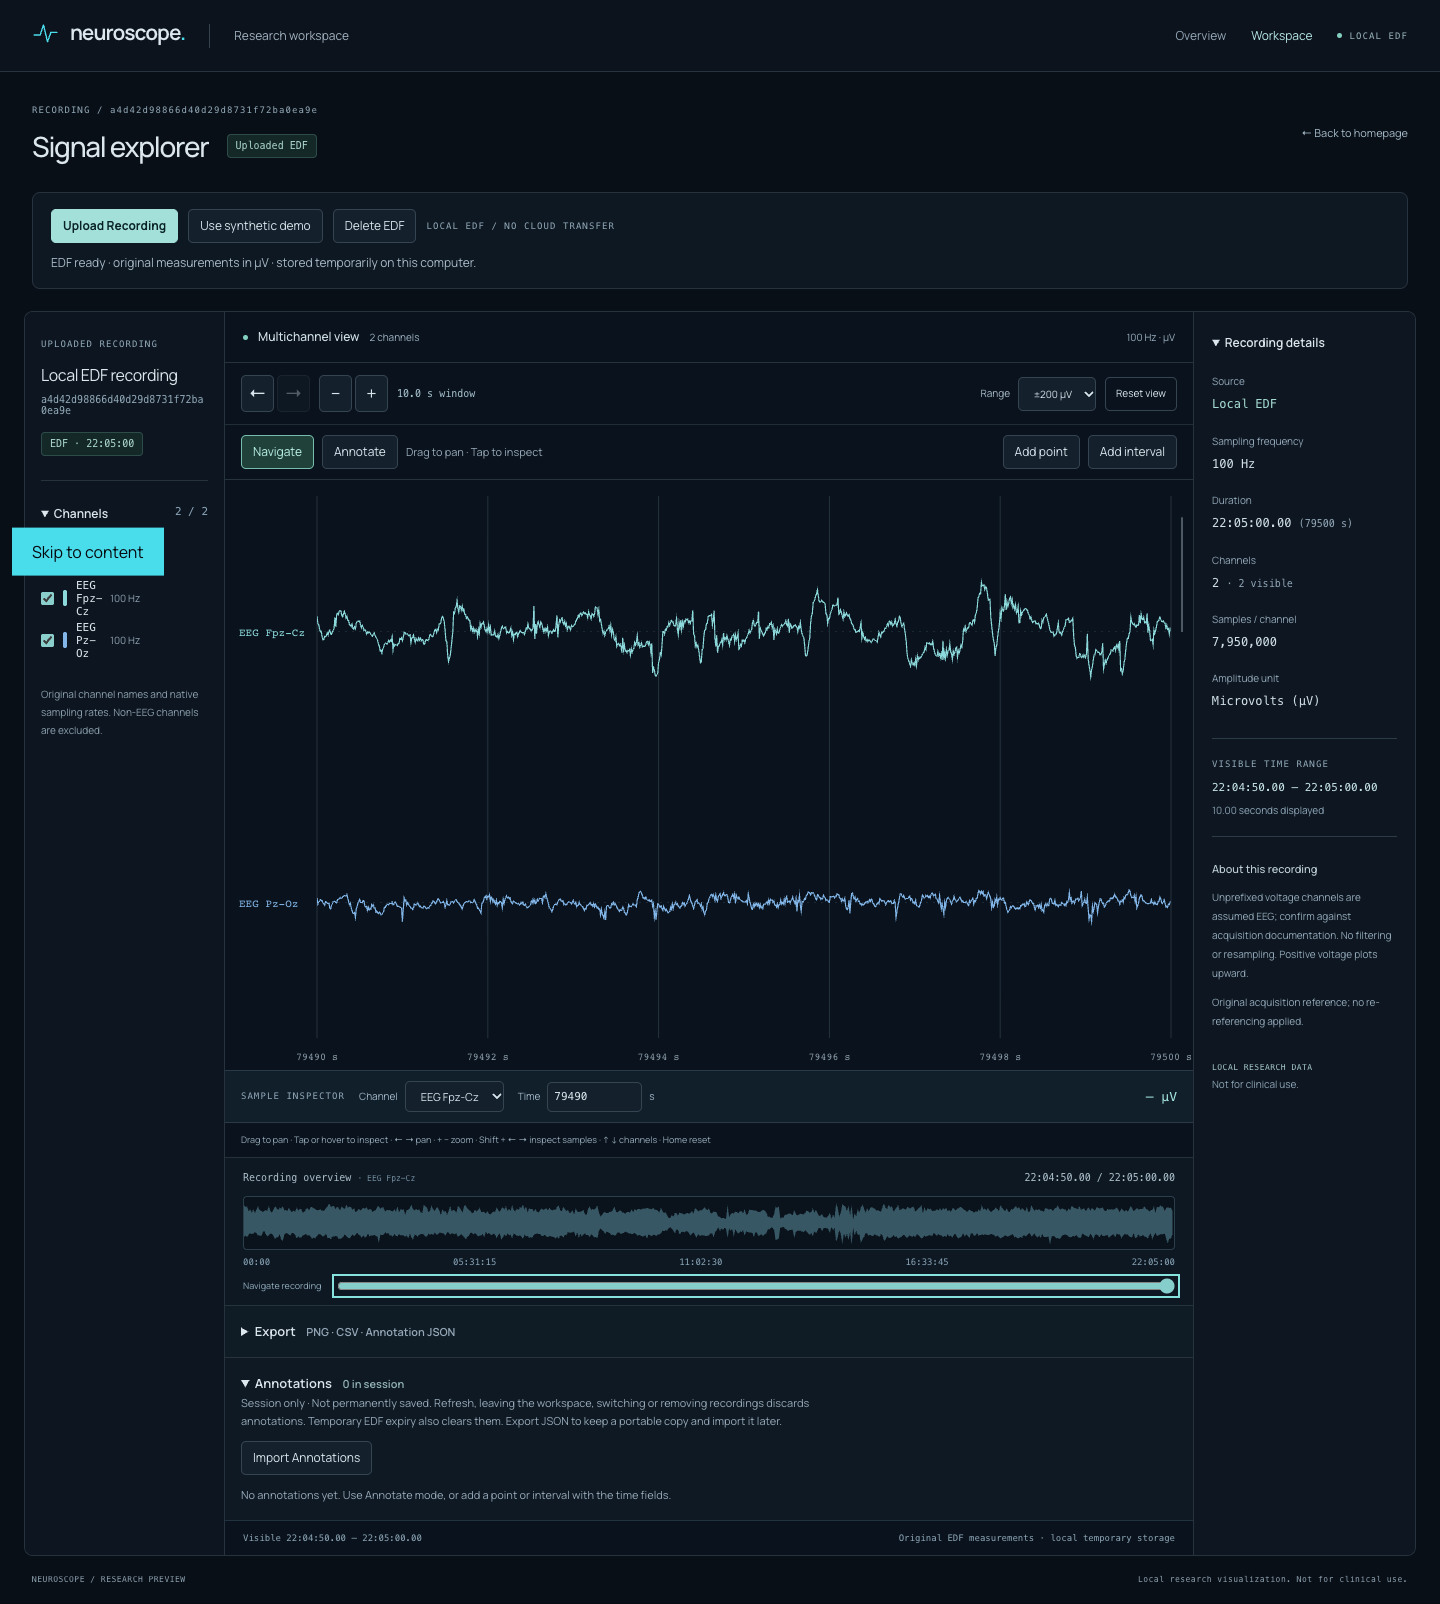 neuroscope.
Research workspace
Overview
Workspace
LOCAL EDF
RECORDING / a4d42d98866d40d29d8731f72ba0ea9e
Signal explorer
Uploaded EDF
← Back to homepage
Upload Recording
Use synthetic demo
Delete EDF
LOCAL EDF / NO CLOUD TRANSFER
EDF ready · original measurements in µV · stored temporarily on this computer.
UPLOADED RECORDING
Local EDF recording
a4d42d98866d40d29d8731f72ba
0ea9e
EDF · 22:05:00
Channels
2 / 2
Skip to content
EEG
Fpz-
Cz
100 Hz
EEG
Pz-
Oz
100 Hz
Original channel names and native
sampling rates. Non-EEG channels
are excluded.
Multichannel view
2 channels
100 Hz · µV
← → − +
10.0 s window
Range
±200 µV
Reset view
Navigate
Annotate
Drag to pan · Tap to inspect
Add point
Add interval
EEG Fpz-Cz
EEG Pz-Oz
79490 s
79492 s
79494 s
79496 s
79498 s
79500 s
SAMPLE INSPECTOR
Channel
EEG Fpz-Cz
Time
79490
s
— µV
Drag to pan · Tap or hover to inspect · ← → pan · + − zoom · Shift + ← → inspect samples · ↑ ↓ channels · Home reset
Recording overview · EEG Fpz-Cz
22:04:50.00 / 22:05:00.00
00:00
05:31:15
11:02:30
16:33:45
22:05:00
Navigate recording
Export
PNG · CSV · Annotation JSON
Annotations
0 in session
Session only · Not permanently saved. Refresh, leaving the workspace, switching or removing recordings discards
annotations. Temporary EDF expiry also clears them. Export JSON to keep a portable copy and import it later.
Import Annotations
No annotations yet. Use Annotate mode, or add a point or interval with the time fields.
Visible 22:04:50.00 — 22:05:00.00
Original EDF measurements · local temporary storage
Recording details
Source
Local EDF
Sampling frequency
100 Hz
Duration
22:05:00.00 (79500 s)
Channels
2 · 2 visible
Samples / channel
7,950,000
Amplitude unit
Microvolts (µV)
VISIBLE TIME RANGE
22:04:50.00 — 22:05:00.00
10.00 seconds displayed
About this recording
Unprefixed voltage channels are
assumed EEG; confirm against
acquisition documentation. No filtering
or resampling. Positive voltage plots
upward.
Original acquisition reference; no re-
referencing applied.
LOCAL RESEARCH DATA
Not for clinical use.
NEUROSCOPE / RESEARCH PREVIEW
Local research visualization. Not for clinical use.